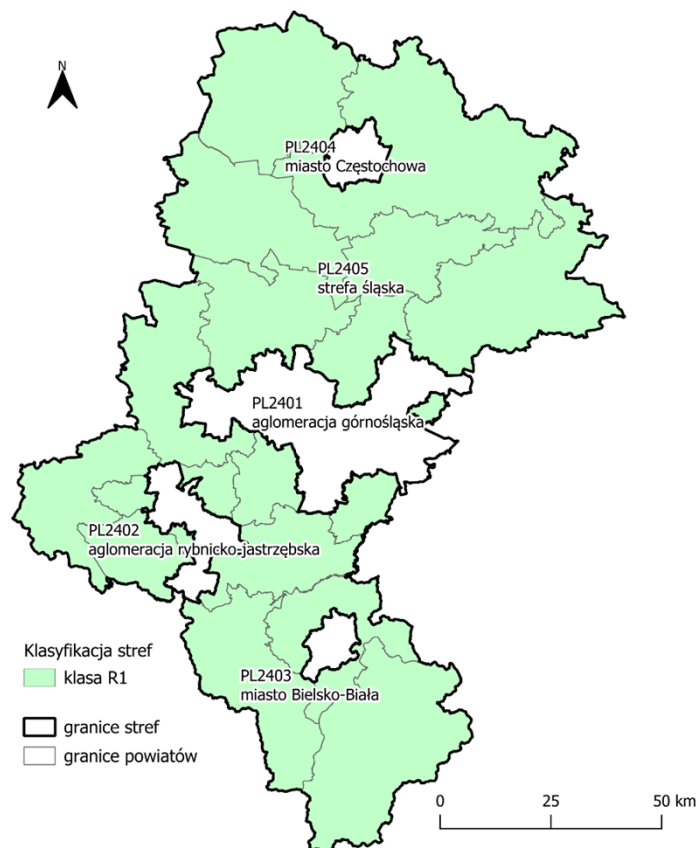 N
PL2404
miasto Częstochowa
PL2405
strefa śląska
PL2401
aglomeracja górnośląska
PL2402
aglomeracja rybnicko-jastrzębska
PL2403
miasto Bielsko-Biała
Klasyfikacja stref
klasa R1
granice stref
granice powiatów
0 25 50 km